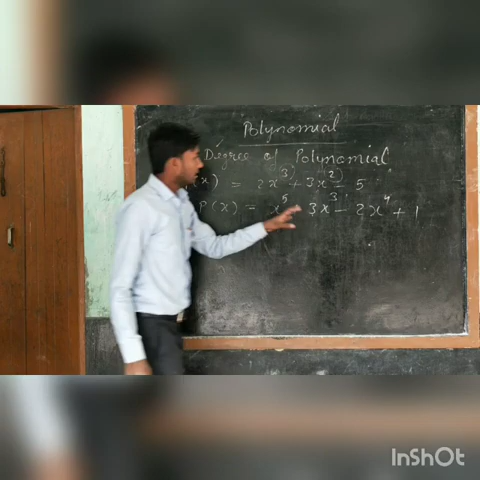 Polynomial
Degree of Polynomial
(x) = 2x³ + 3x² - 5
P(x) = x⁵ 3x³ - 2x⁴ + 1
InShOt